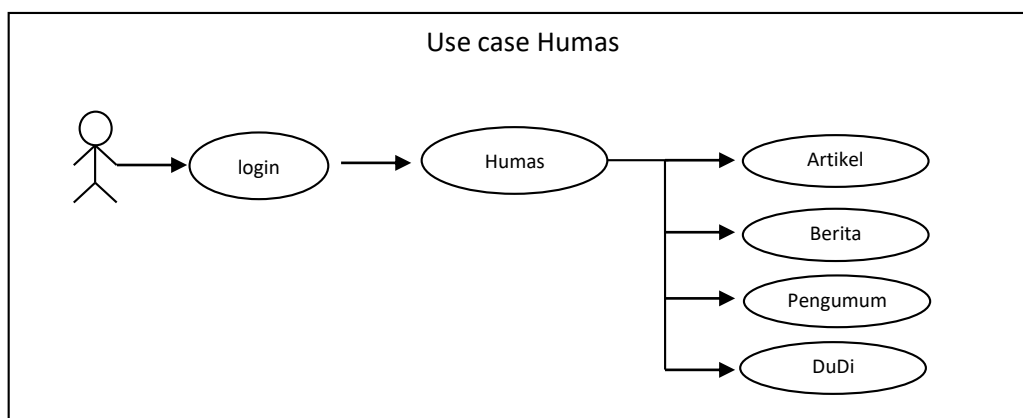 Use case Humas
login
Humas
Artikel
Berita
Pengumum
DuDi